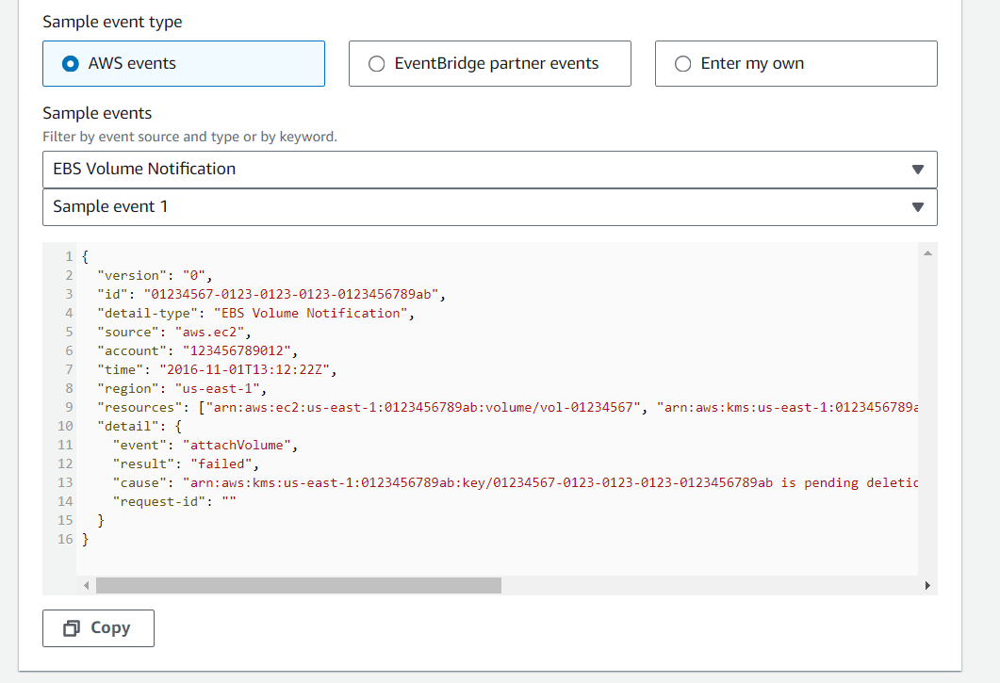 Sample event type
AWS events
EventBridge partner events
Enter my own
Sample events
Filter by event source and type or by keyword.
EBS Volume Notification
Sample event 1
1 {
2 "version": "0",
3 "id": "01234567-0123-0123-0123-0123456789ab",
4 "detail-type": "EBS Volume Notification",
5 "source": "aws.ec2",
6 "account": "123456789012",
7 "time": "2016-11-01T13:12:22Z",
8 "region": "us-east-1",
9 "resources": ["arn:aws:ec2:us-east-1:0123456789ab:volume/vol-01234567", "arn:aws:kms:us-east-1:0123456789a
10 "detail": {
11 "event": "attachVolume",
12 "result": "failed",
13 "cause": "arn:aws:kms:us-east-1:0123456789ab:key/01234567-0123-0123-0123-0123456789ab is pending deletio
14 "request-id": ""
15 }
16 }
Copy